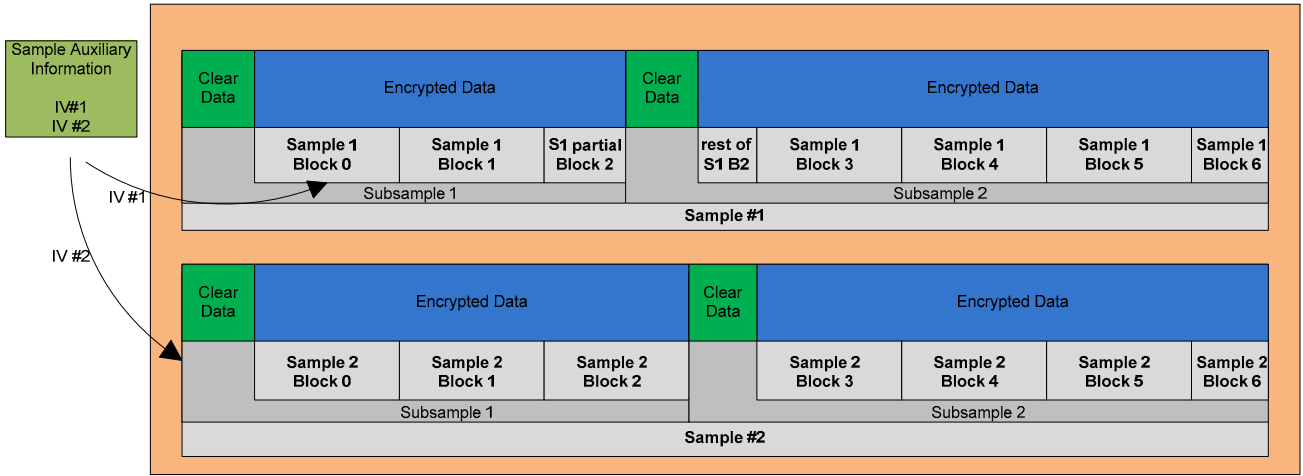 Sample Auxiliary
Information
IV#1
IV #2
IV #1
IV #2
Clear
Data
Encrypted Data
Clear
Data
Encrypted Data
Sample 1
Block 0
Sample 1
Block 1
S1 partial
Block 2
rest of
S1 B2
Sample 1
Block 3
Sample 1
Block 4
Sample 1
Block 5
Sample 1
Block 6
Subsample 1
Subsample 2
Sample #1
Clear
Data
Encrypted Data
Clear
Data
Encrypted Data
Sample 2
Block 0
Sample 2
Block 1
Sample 2
Block 2
Sample 2
Block 3
Sample 2
Block 4
Sample 2
Block 5
Sample 2
Block 6
Subsample 1
Subsample 2
Sample #2